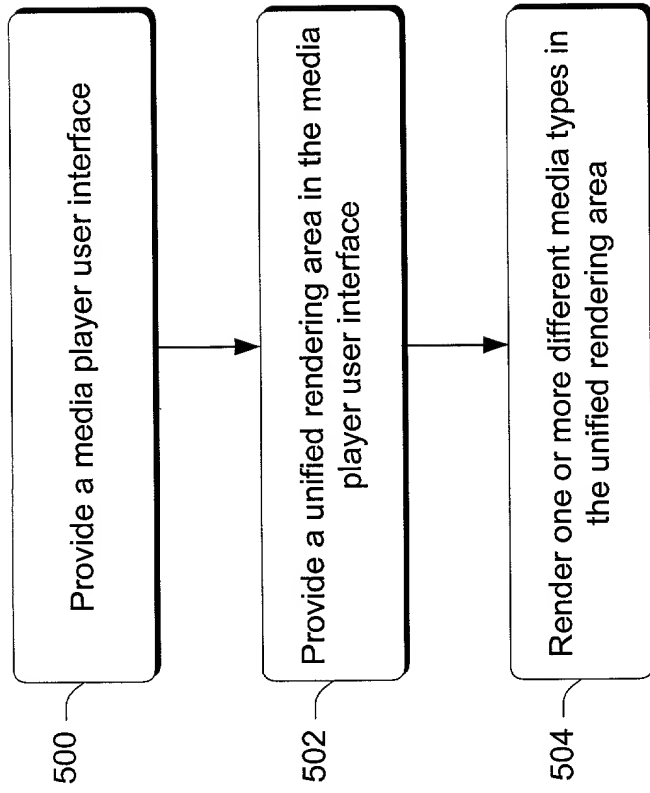 500
Provide a media player user interface
502
Provide a unified rendering area in the media
player user interface
504
Render one or more different media types in
the unified rendering area